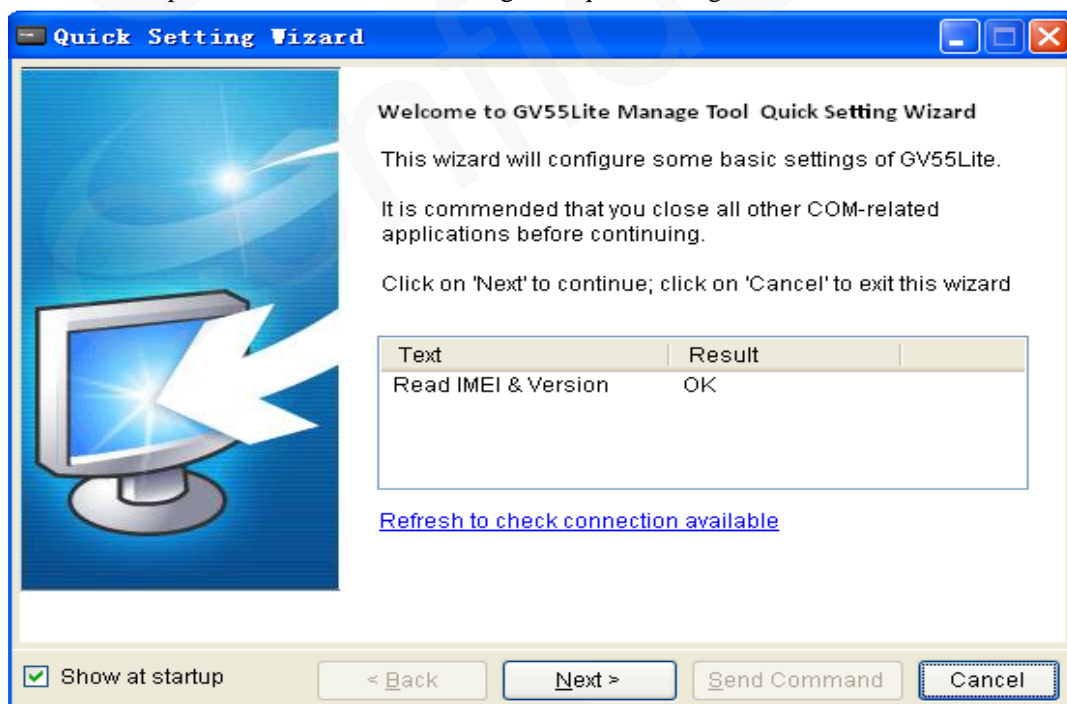 Quick Setting Wizard
Welcome to GV55Lite Manage Tool Quick Setting Wizard
This wizard will configure some basic settings of GV55Lite.
It is commended that you close all other COM-related
applications before continuing.
Click on 'Next' to continue; click on 'Cancel' to exit this wizard
Text Result
Read IMEI & Version OK
Refresh to check connection available
Show at startup < Back Next > Send Command Cancel